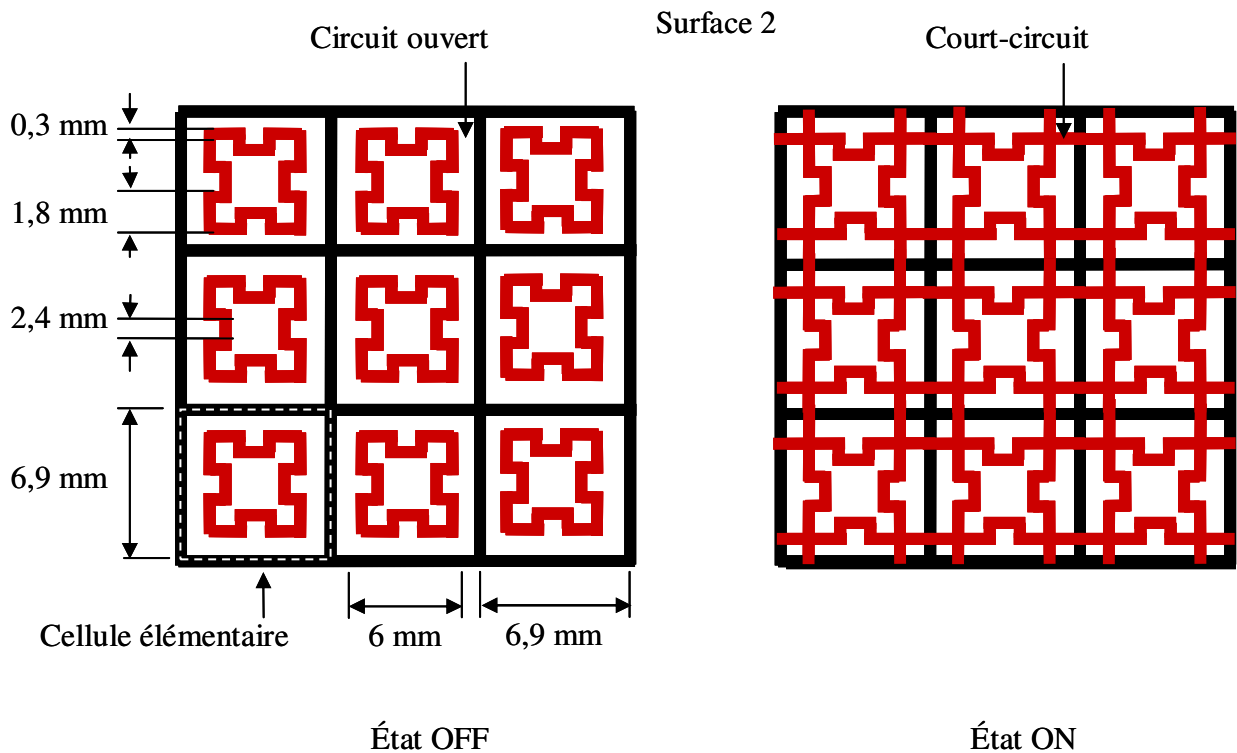 Surface 2
Circuit ouvert
Court-circuit
0,3 mm
1,8 mm
2,4 mm
6,9 mm
Cellule élémentaire
6 mm
6,9 mm
État OFF
État ON